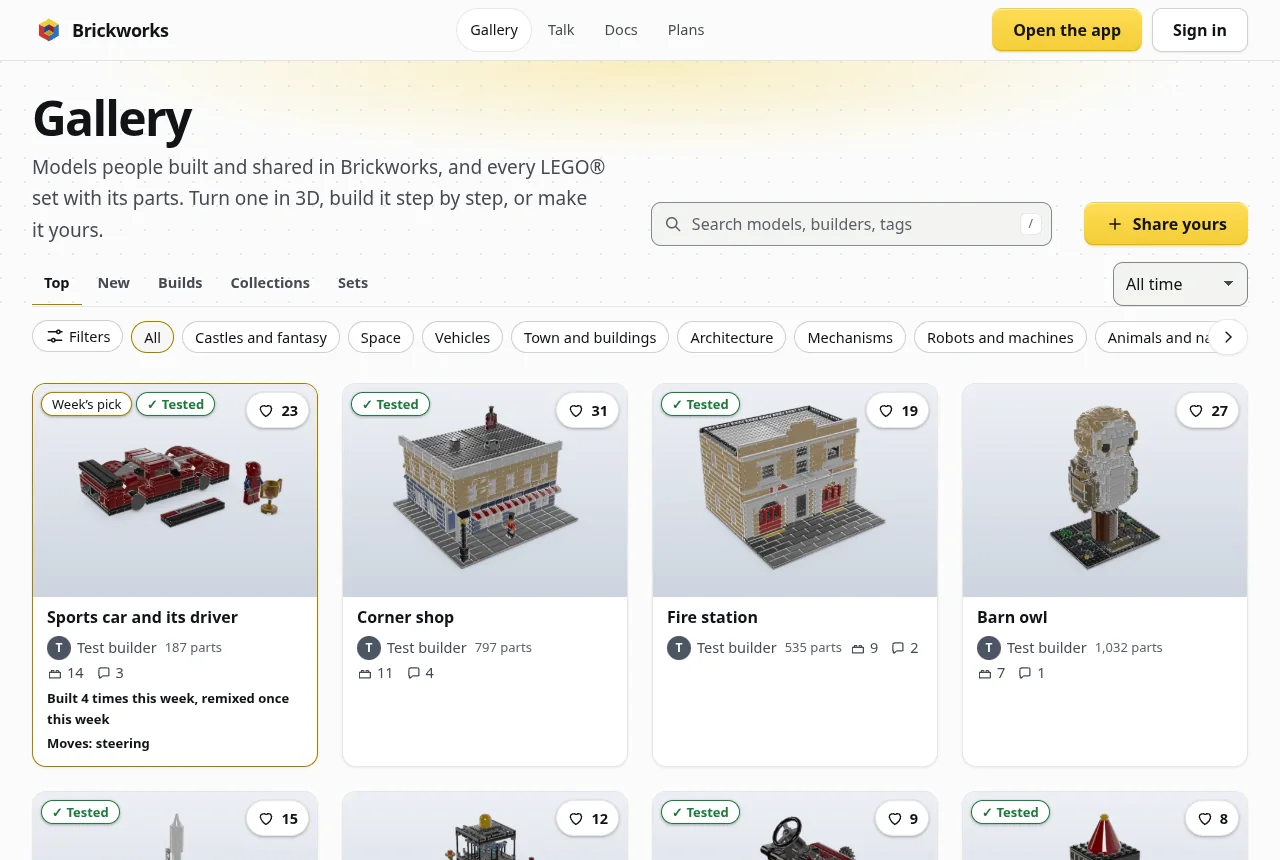 Brickworks
Gallery
Talk
Docs
Plans
Open the app
Sign in
Gallery
Models people built and shared in Brickworks, and every LEGO®
set with its parts. Turn one in 3D, build it step by step, or make
it yours.
Search models, builders, tags
/
+ Share yours
Top
New
Builds
Collections
Sets
All time
Filters
All
Castles and fantasy
Space
Vehicles
Town and buildings
Architecture
Mechanisms
Robots and machines
Animals and na
Week's pick
✓ Tested
23
✓ Tested
31
✓ Tested
19
27
Sports car and its driver
T Test builder 187 parts
14 3
Built 4 times this week, remixed once
this week
Moves: steering
Corner shop
T Test builder 797 parts
11 4
Fire station
T Test builder 535 parts 9 2
Barn owl
T Test builder 1,032 parts
7 1
✓ Tested
15
12
✓ Tested
9
✓ Tested
8